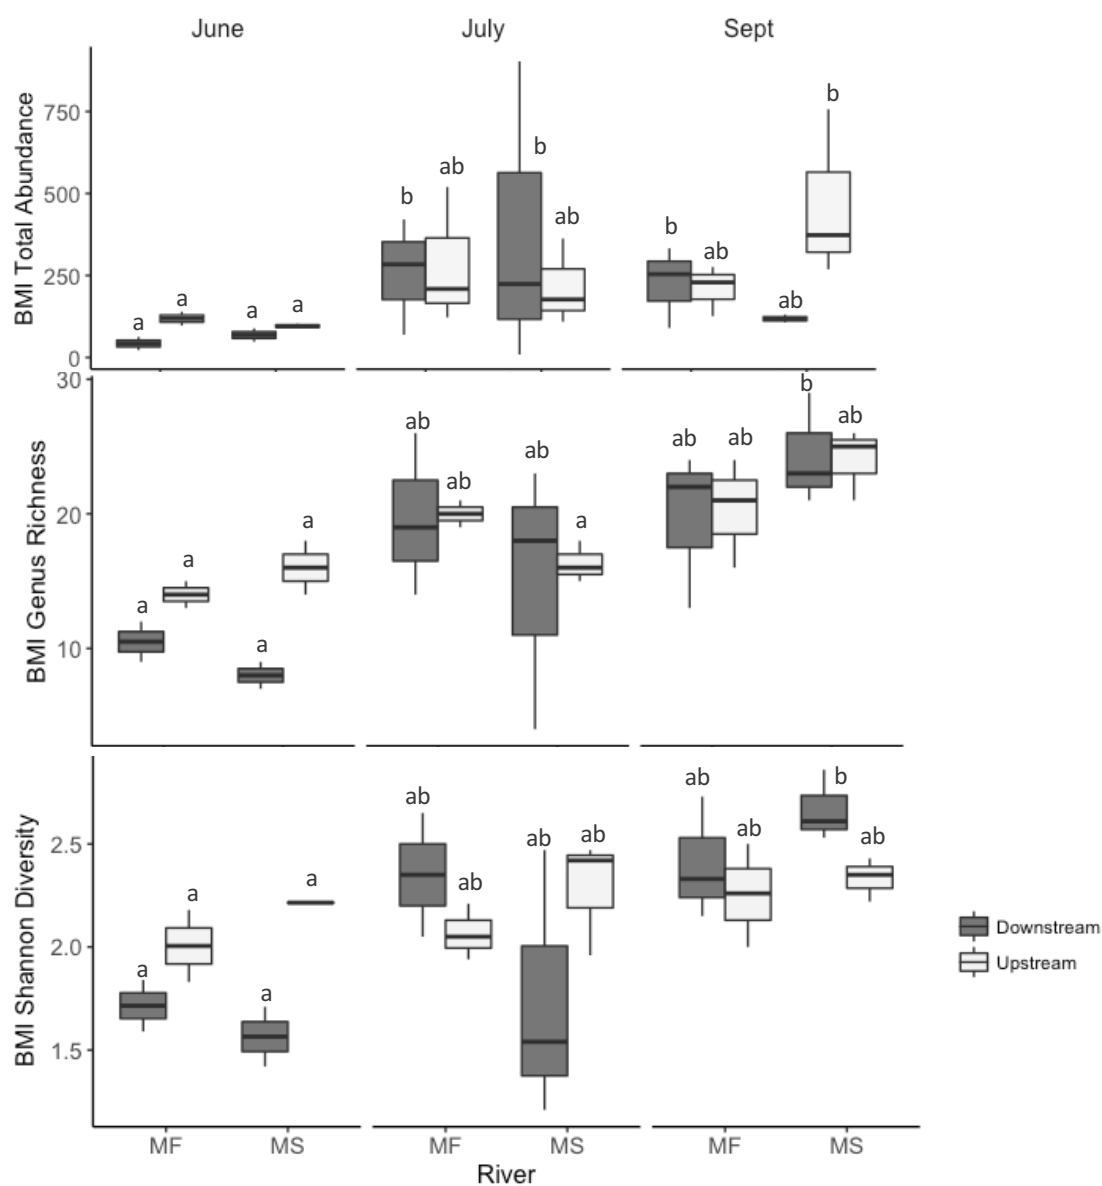 June July Sept
BMI Total Abundance
750
500
250
0
a a a a
b ab b ab
b ab ab b
BMI Genus Richness
30
20
10
a a a a
ab ab ab a
ab ab b ab
BMI Shannon Diversity
2.5
2.0
1.5
a a a a
ab ab ab ab
ab ab b ab
MF MS MF MS MF MS
River
Downstream
Upstream